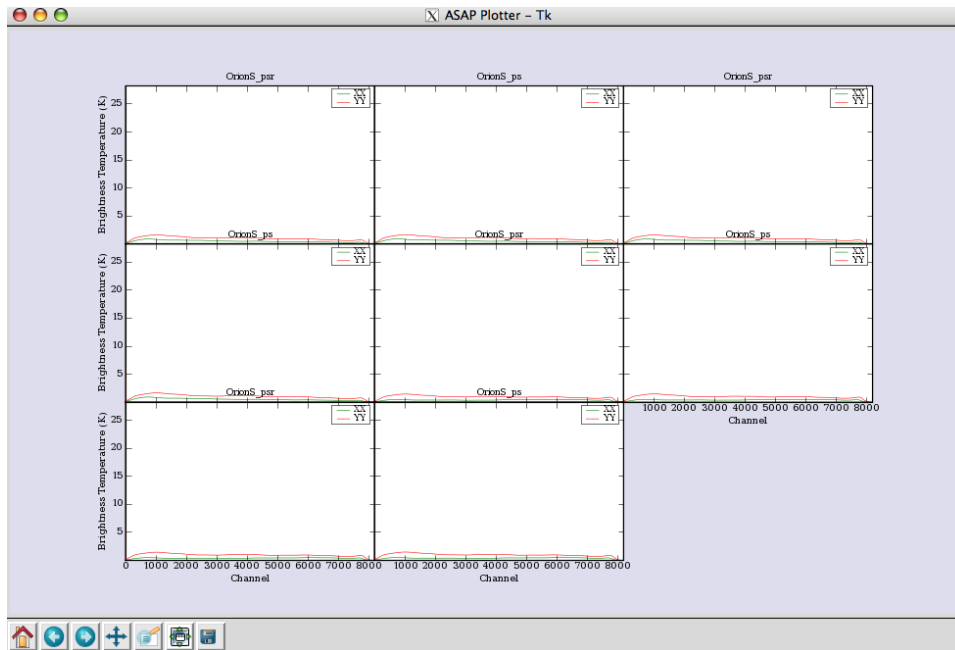 ASAP Plotter – Tk
OrionS_psr
OrionS_ps
OrionS_psr
Brightness Temperature (K)
25
20
15
10
5
XX
YY
XX
YY
XX
YY
OrionS_ps
OrionS_psr
OrionS_ps
Brightness Temperature (K)
25
20
15
10
5
XX
YY
XX
YY
XX
YY
1000 2000 3000 4000 5000 6000 7000 8000
Channel
OrionS_psr
OrionS_ps
Brightness Temperature (K)
25
20
15
10
5
XX
YY
XX
YY
0 1000 2000 3000 4000 5000 6000 7000 8000
Channel
1000 2000 3000 4000 5000 6000 7000 8000
Channel